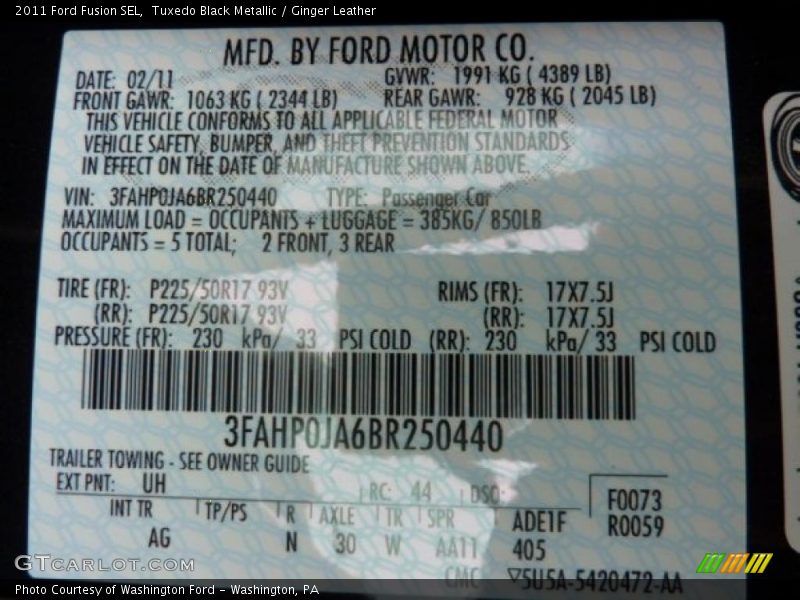 2011 Ford Fusion SEL, Tuxedo Black Metallic / Ginger Leather
MFD. BY FORD MOTOR CO.
DATE: 02/11 GVWR: 1991 KG ( 4389 LB)
FRONT GAWR: 1063 KG ( 2344 LB) REAR GAWR: 928 KG ( 2045 LB)
THIS VEHICLE CONFORMS TO ALL APPLICABLE FEDERAL MOTOR
VEHICLE SAFETY, BUMPER, AND THEFT PREVENTION STANDARDS
IN EFFECT ON THE DATE OF MANUFACTURE SHOWN ABOVE.
VIN: 3FAHP0JA6BR250440 TYPE: Passenger Car
MAXIMUM LOAD = OCCUPANTS + LUGGAGE = 385KG/ 850LB
OCCUPANTS = 5 TOTAL; 2 FRONT, 3 REAR
TIRE (FR): P225/50R17 93V RIMS (FR): 17X7.5J
(RR): P225/50R17 93V (RR): 17X7.5J
PRESSURE (FR): 230 kPa/ 33 PSI COLD (RR): 230 kPa/ 33 PSI COLD
3FAHP0JA6BR250440
TRAILER TOWING - SEE OWNER GUIDE
EXT PNT: UH RC: 44 DSO: F0073
INT TR TP/PS R AXLE TR SPR ADE1F R0059
AG N 30 W AA11 405
CMC ▽5U5A-5420472-AA
GTCarLot.com
Photo Courtesy of Washington Ford - Washington, PA